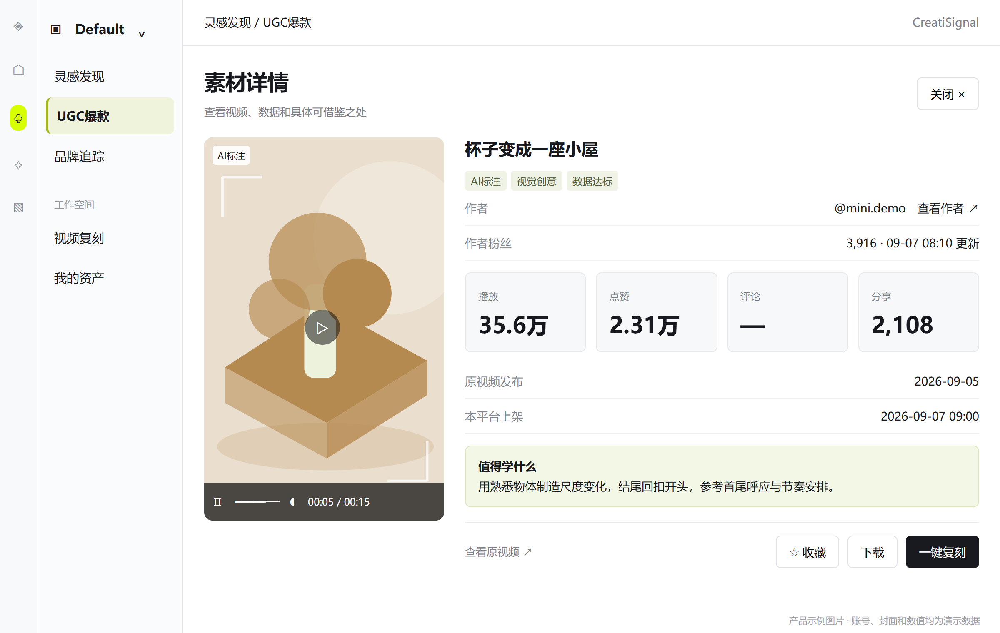 Default
灵感发现
UGC爆款
品牌追踪
工作空间
视频复刻
我的资产
灵感发现 / UGC爆款
CreatiSignal
素材详情
查看视频、数据和具体可借鉴之处
关闭 ×
AI标注
00:05 / 00:15
杯子变成一座小屋
AI标注 视觉创意 数据达标
作者 @mini.demo 查看作者 ↗
作者粉丝 3,916 · 09-07 08:10 更新
播放 点赞 评论 分享
35.6万 2.31万 — 2,108
原视频发布 2026-09-05
本平台上架 2026-09-07 09:00
值得学什么
用熟悉物体制造尺度变化，结尾回扣开头，参考首尾呼应与节奏安排。
查看原视频 ↗ ☆ 收藏 下载 一键复刻
产品示例图片 · 账号、封面和数值均为演示数据